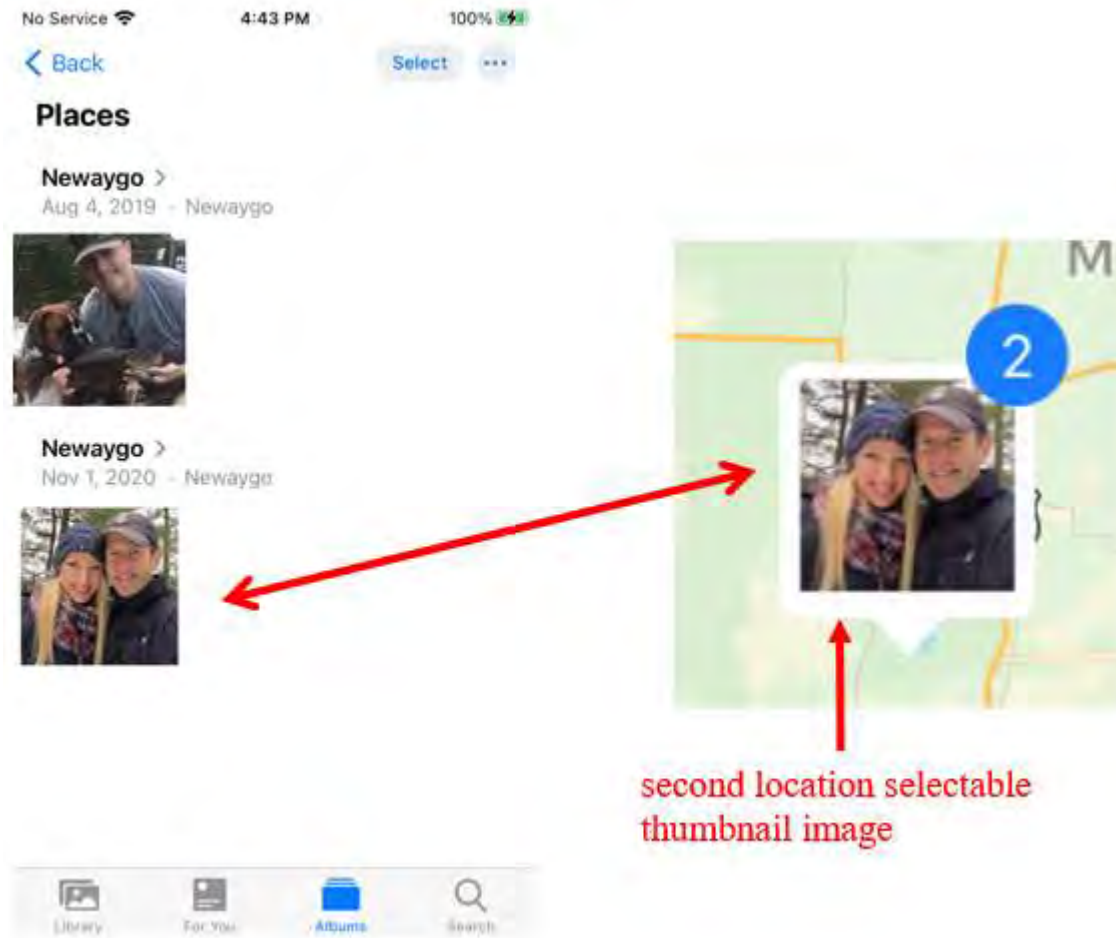 No Service 4:43 PM 100%
Back Select ...
Places
Newaygo >
Aug 4, 2019 - Newaygo
Newaygo >
Nov 1, 2020 - Newaygo
M
2
second location selectable
thumbnail image
Library For You Albums Search